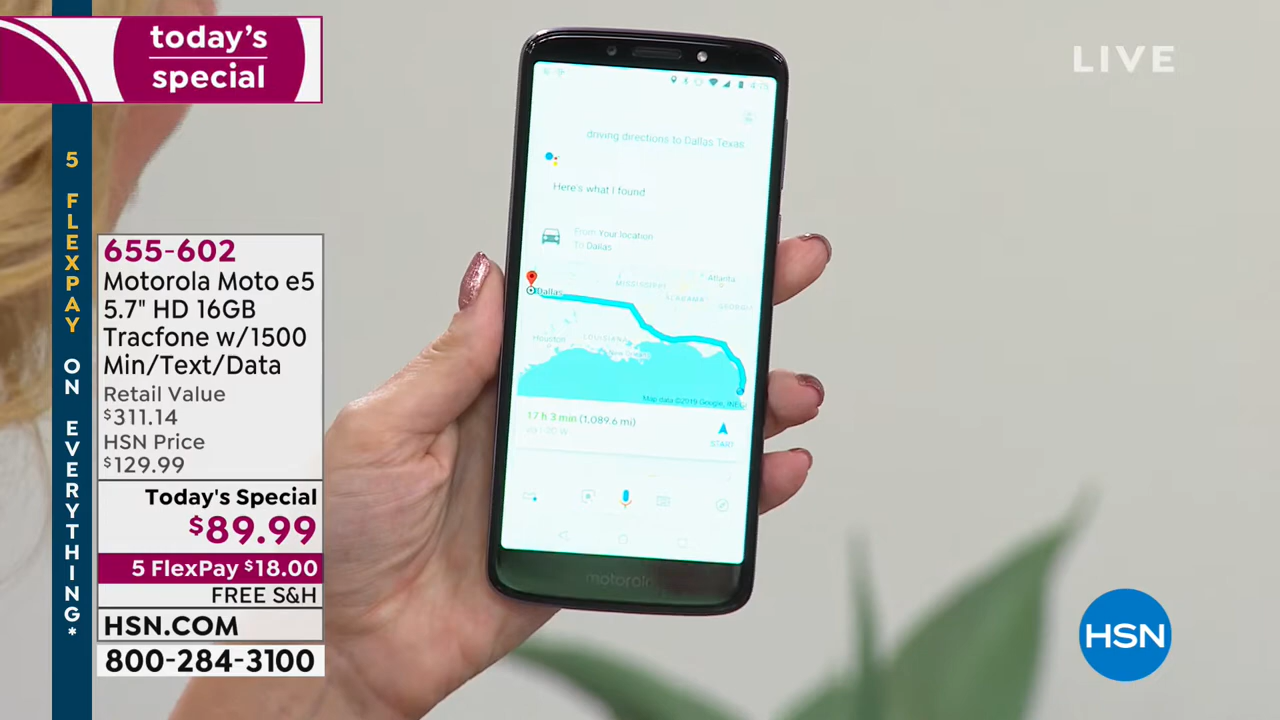 today's
special
LIVE
5 FLEXPAY ON EVERYTHING*
655-602
Motorola Moto e5
5.7" HD 16GB
Tracfone w/1500
Min/Text/Data
Retail Value
$311.14
HSN Price
$129.99
Today's Special
$89.99
5 FlexPay $18.00
FREE S&H
HSN.COM
800-284-3100
driving directions to Dallas Texas
Here's what I found
From Your location
To Dallas
Atlanta
MISSISSIPPI
ALABAMA
GEORGIA
Dallas
Houston
LOUISIANA
New Orleans
Map data ©2019 Google, INEGI
17 h 3 min (1,089.6 mi)
START
motorola
HSN